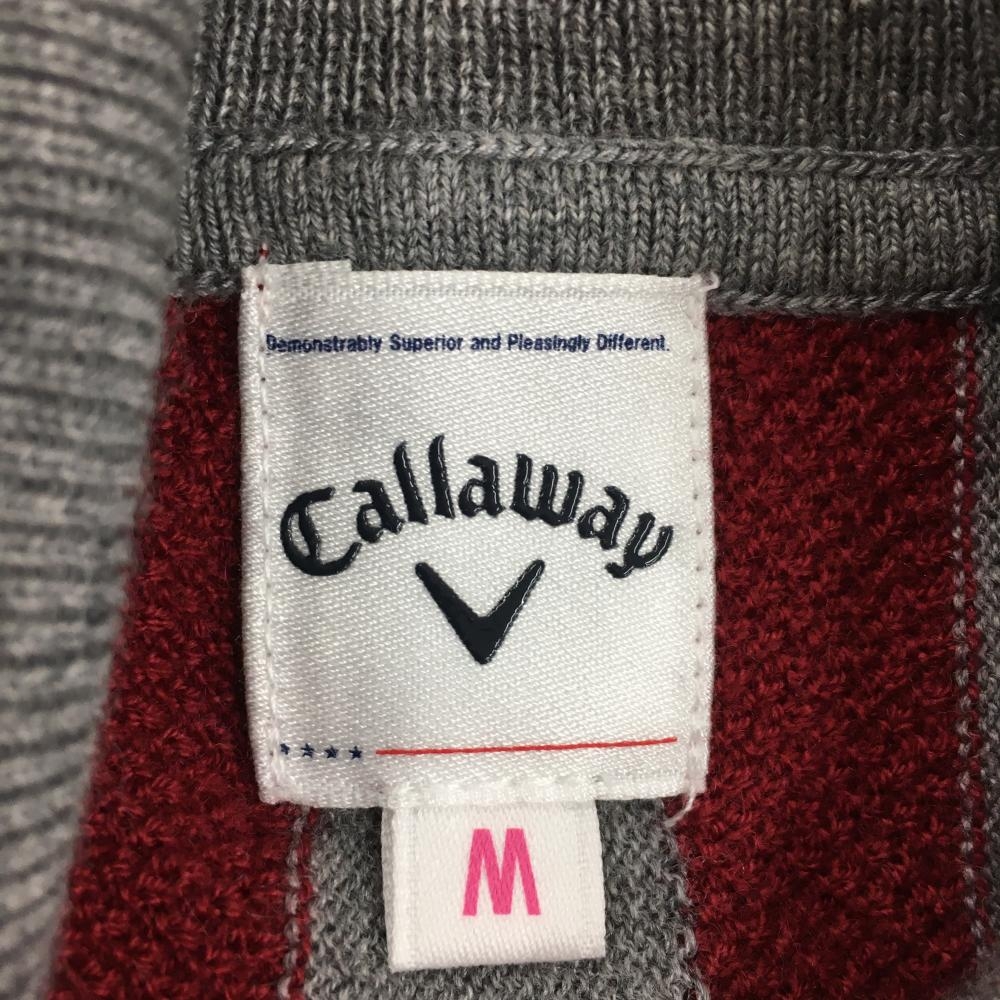 Demonstrably Superior and Pleasingly Different.
Callaway
M